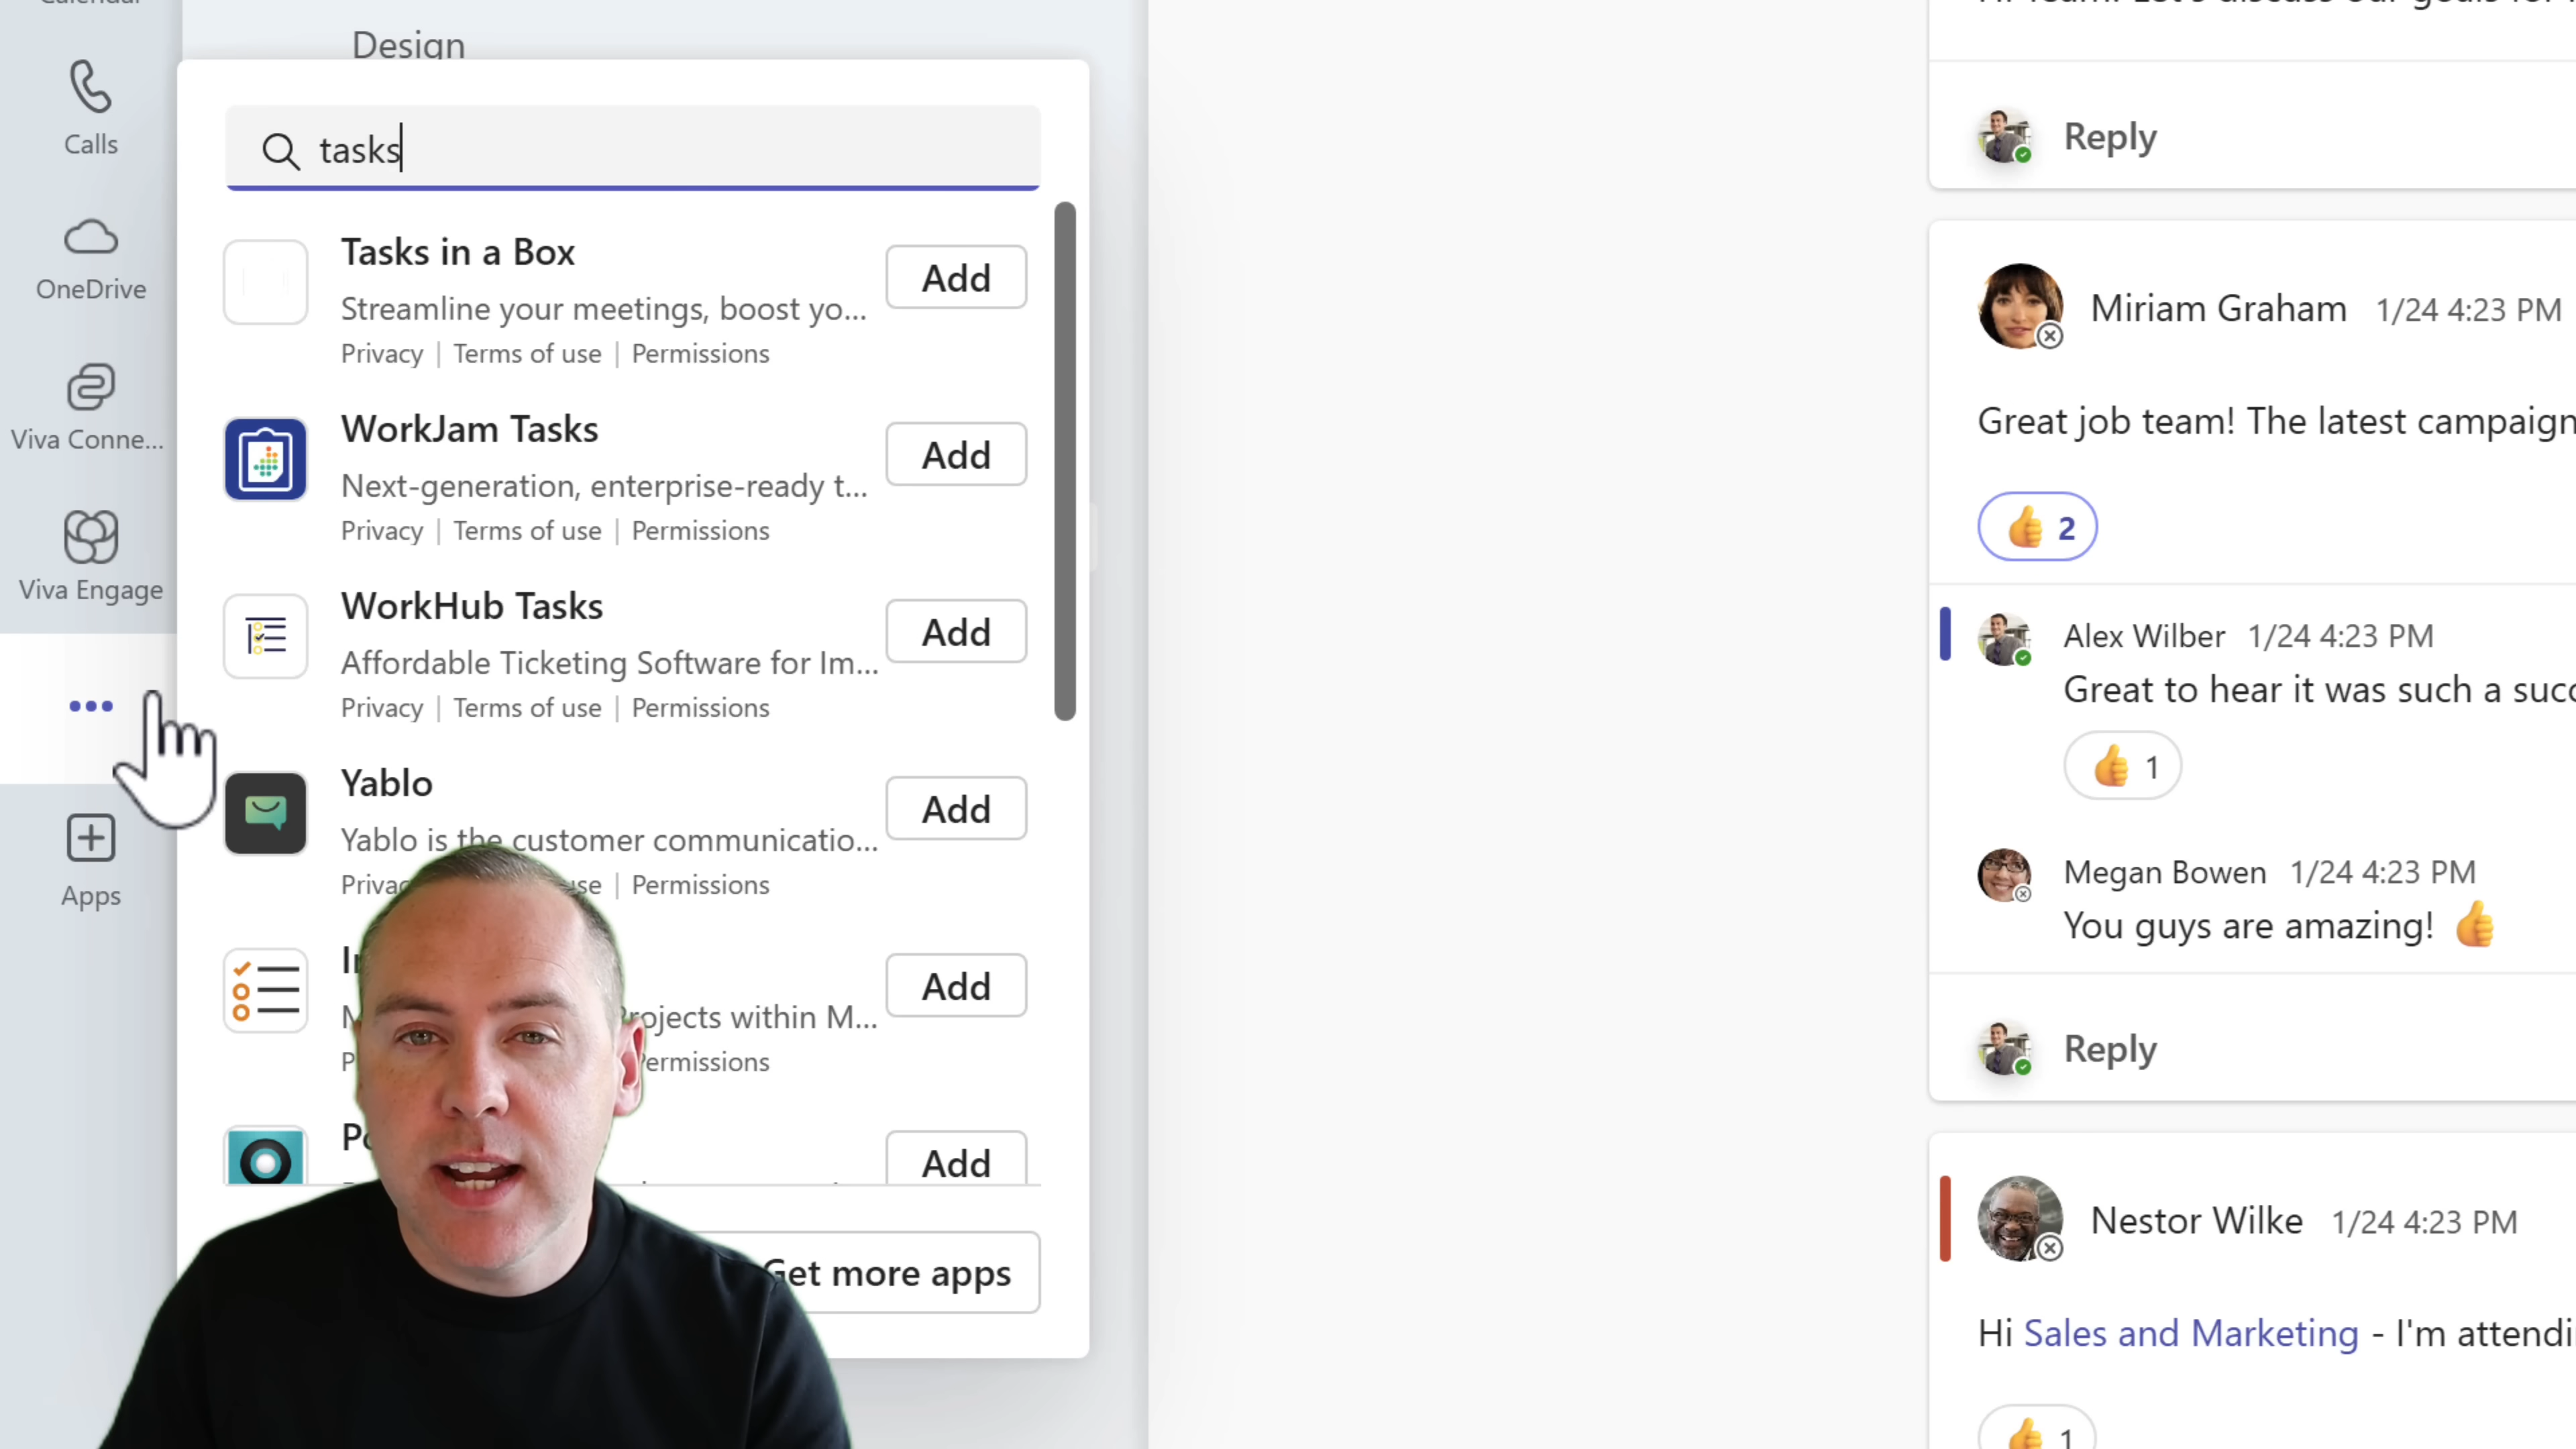 Calendar
Calls
OneDrive
Viva Conne...
Viva Engage
Apps
Design
tasks
Tasks in a Box
Add
Streamline your meetings, boost yo...
Privacy | Terms of use | Permissions
WorkJam Tasks
Add
Next-generation, enterprise-ready t...
Privacy | Terms of use | Permissions
WorkHub Tasks
Add
Affordable Ticketing Software for Im...
Privacy | Terms of use | Permissions
Yablo
Add
Yablo is the customer communicatio...
Privac use | Permissions
Add
rojects within M...
ermissions
Add
Get more apps
Reply
Miriam Graham 1/24 4:23 PM
Great job team! The latest campaign
2
Alex Wilber 1/24 4:23 PM
Great to hear it was such a succ
1
Megan Bowen 1/24 4:23 PM
You guys are amazing! 👍
Reply
Nestor Wilke 1/24 4:23 PM
Hi Sales and Marketing - I'm attendi
1